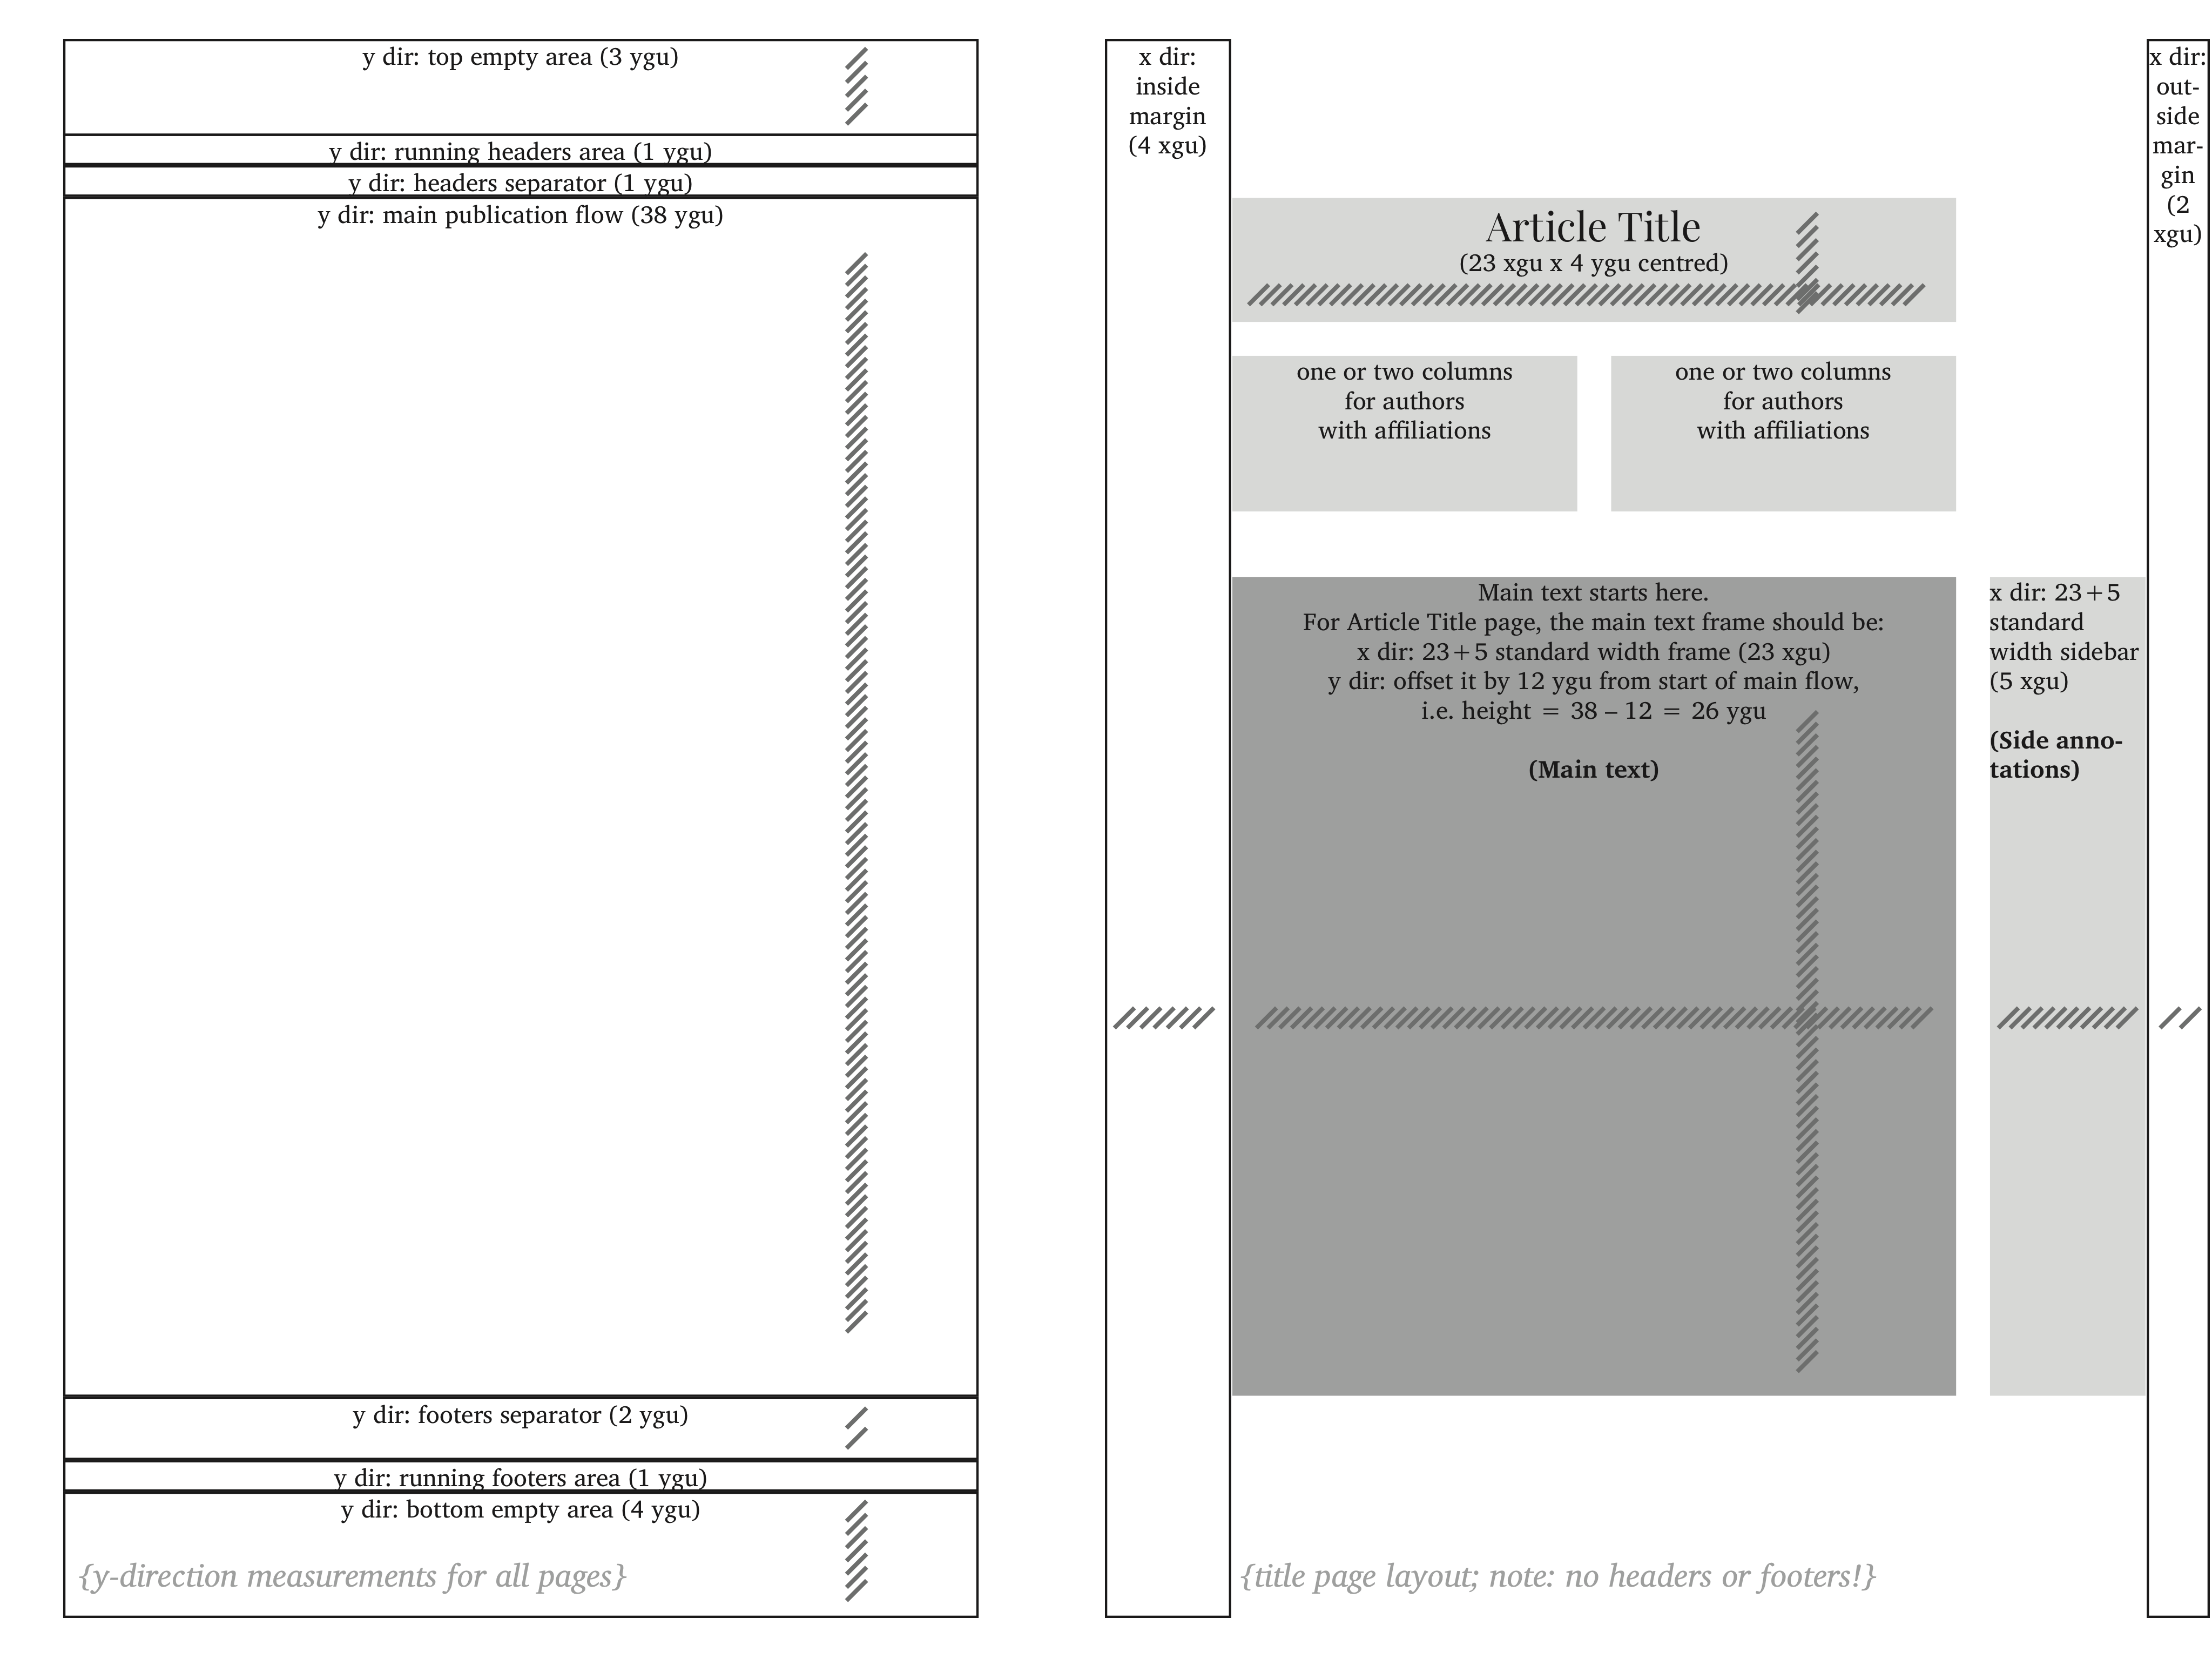 y dir: top empty area (3 ygu)
y dir: running headers area (1 ygu)
y dir: headers separator (1 ygu)
y dir: main publication flow (38 ygu)
y dir: footers separator (2 ygu)
y dir: running footers area (1 ygu)
y dir: bottom empty area (4 ygu)
{y-direction measurements for all pages}
x dir:
inside
margin
(4 xgu)
Article Title
(23 xgu x 4 ygu centred)
one or two columns
for authors
with affiliations
one or two columns
for authors
with affiliations
Main text starts here.
For Article Title page, the main text frame should be:
x dir: 23+5 standard width frame (23 xgu)
y dir: offset it by 12 ygu from start of main flow,
i.e. height = 38 – 12 = 26 ygu
(Main text)
x dir: 23+5
standard
width sidebar
(5 xgu)
(Side anno-
tations)
x dir:
out-
side
mar-
gin
(2
xgu)
{title page layout; note: no headers or footers!}